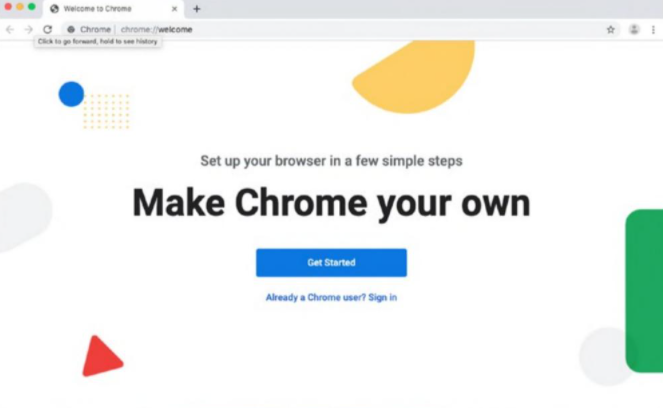 Welcome to Chrome
Chrome | chrome://welcome
Click to go forward, hold to see history
Set up your browser in a few simple steps
Make Chrome your own
Get Started
Already a Chrome user? Sign in